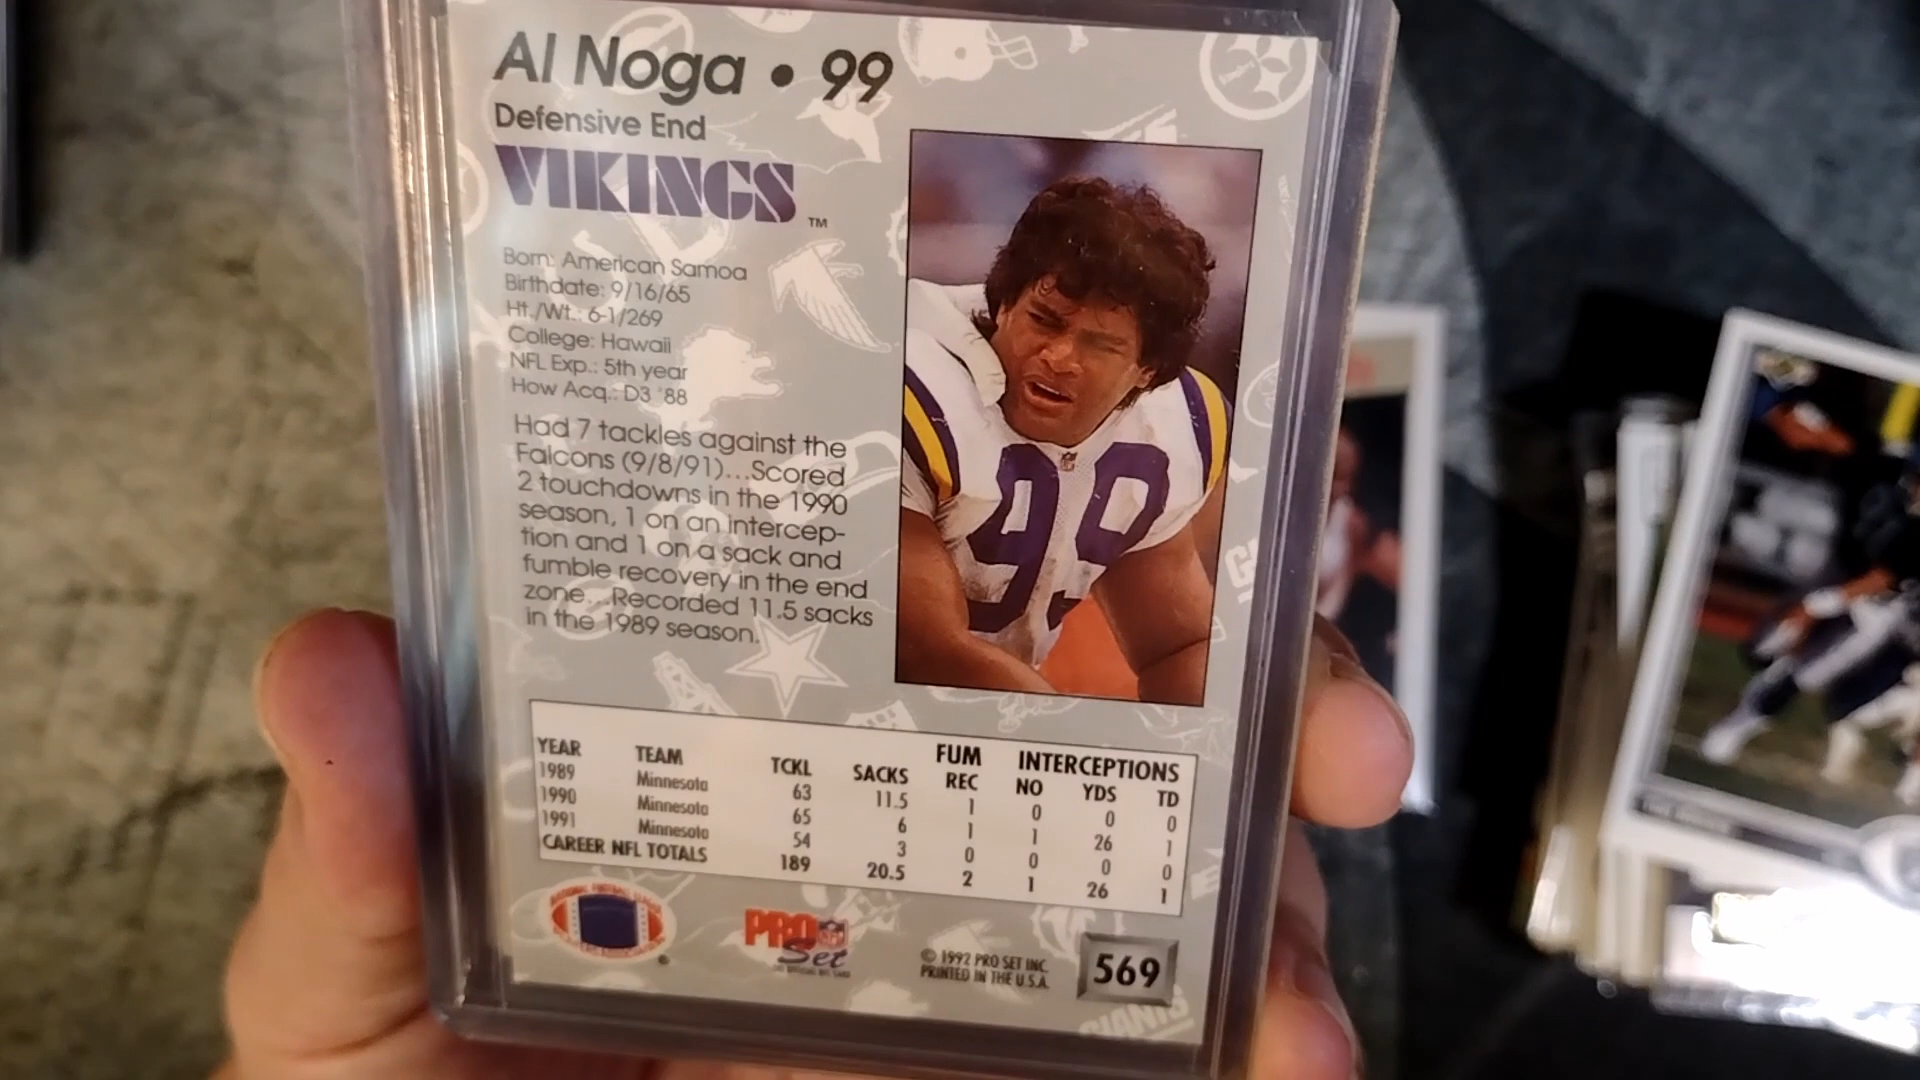 Al Noga • 99
Defensive End
VIKINGS ™
Born: American Samoa
Birthdate: 9/16/65
Ht./Wt.: 6-1/269
College: Hawaii
NFL Exp.: 5th year
How Acq.: D3 '88
Had 7 tackles against the
Falcons (9/8/91)...Scored
2 touchdowns in the 1990
season, 1 on an intercep-
tion and 1 on a sack and
fumble recovery in the end
zone...Recorded 11.5 sacks
in the 1989 season.
99
YEAR TEAM TCKL SACKS FUM REC INTERCEPTIONS NO YDS TD
1989 Minnesota 63 11.5 1 0 0 0
1990 Minnesota 65 6 1 1 26 1
1991 Minnesota 54 3 0 0 0 0
CAREER NFL TOTALS 189 20.5 2 1 26 1
PRO Set
© 1992 PRO SET INC.
PRINTED IN THE U.S.A.
569
GIANTS